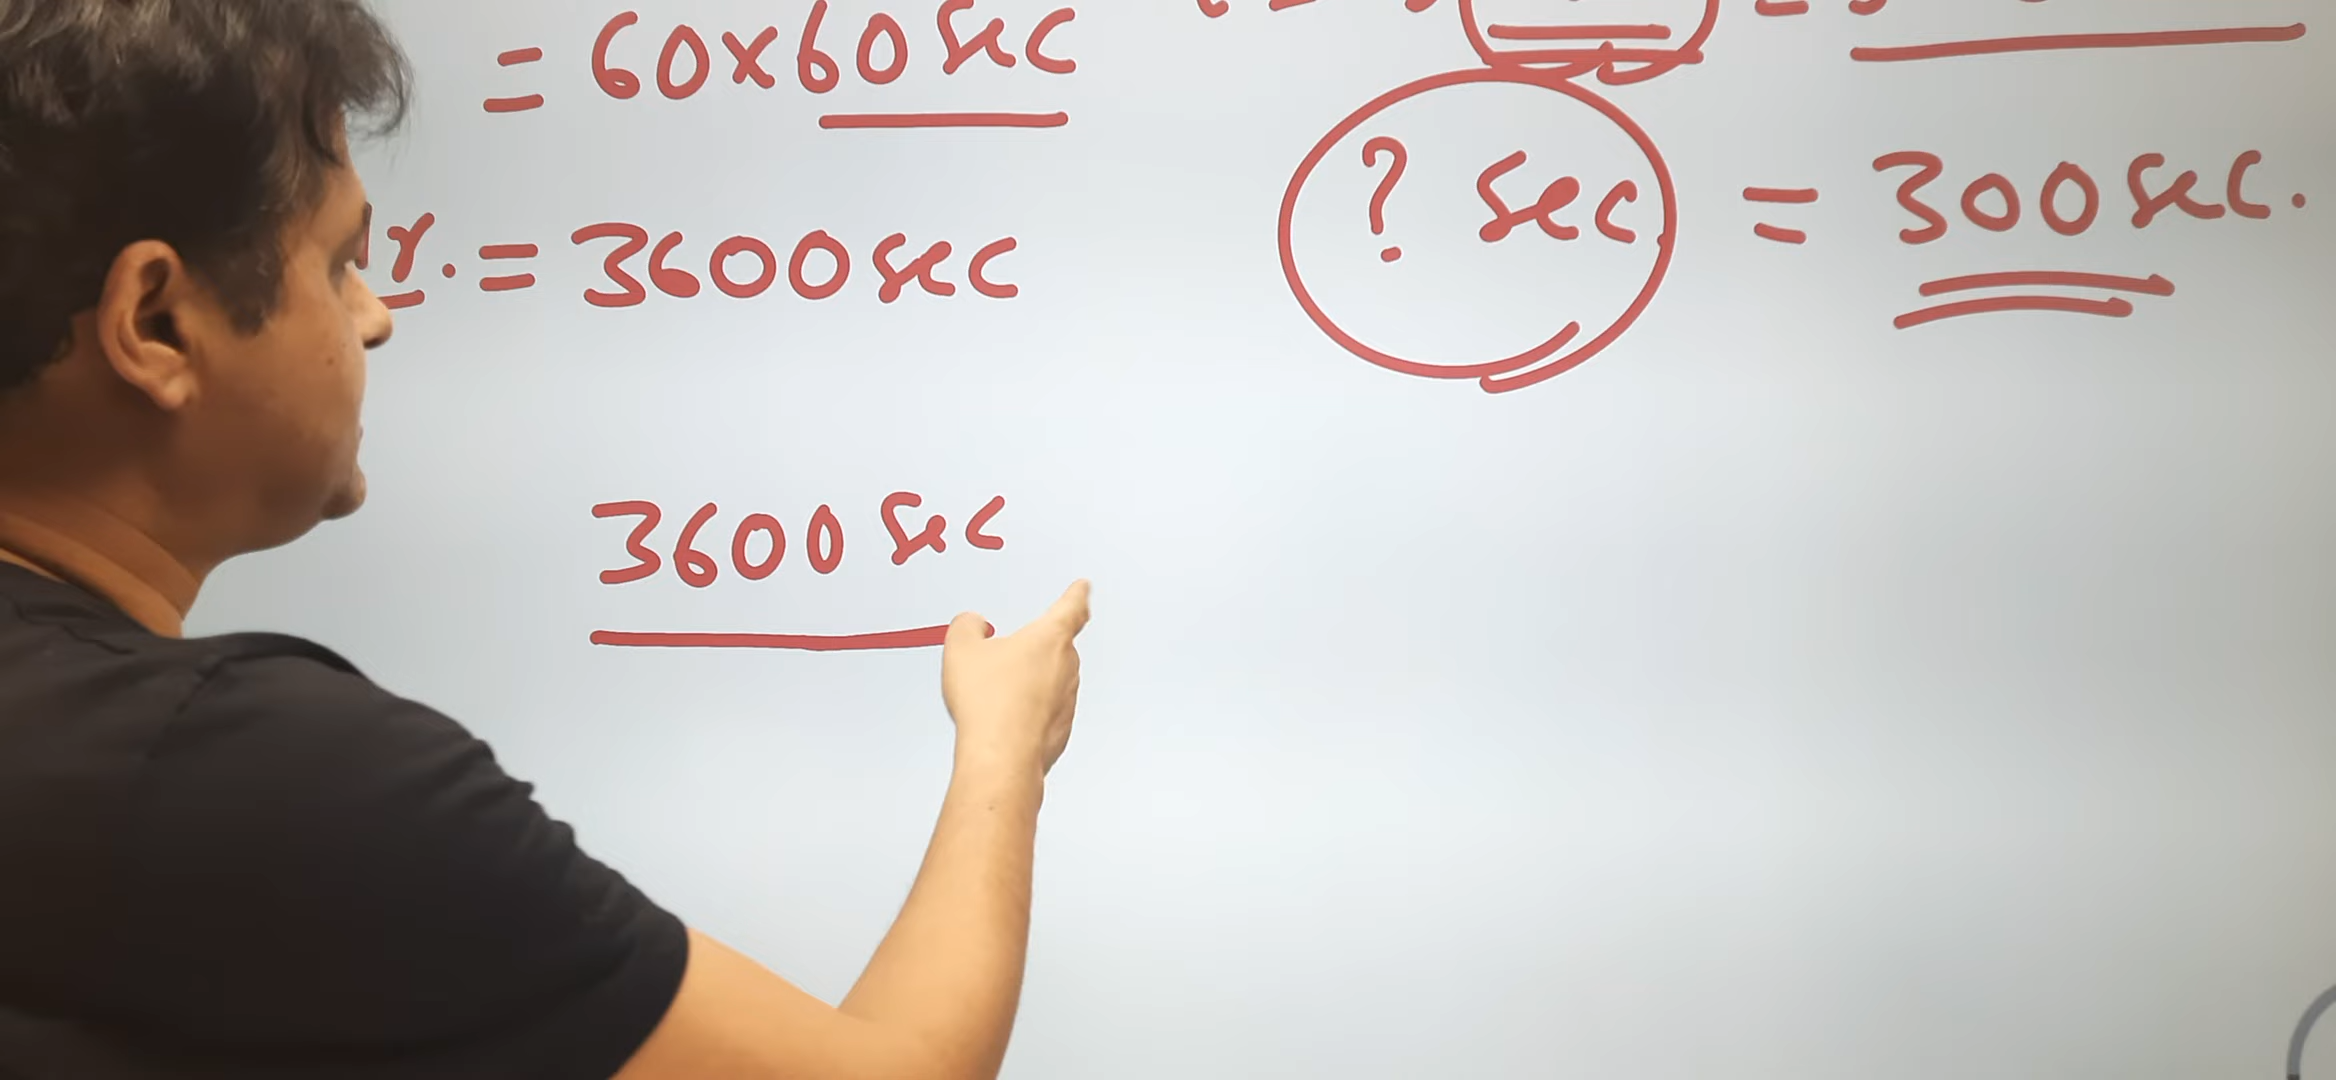 = 60x60 sec
r. = 3600 sec
3600 sec
? sec = 300 sec.